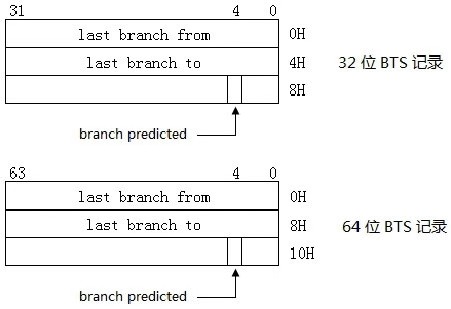 31 4 0
last branch from 0H
last branch to 4H 32 位 BTS 记录
8H
branch predicted
63 4 0
last branch from 0H
last branch to 8H 64 位 BTS 记录
10H
branch predicted